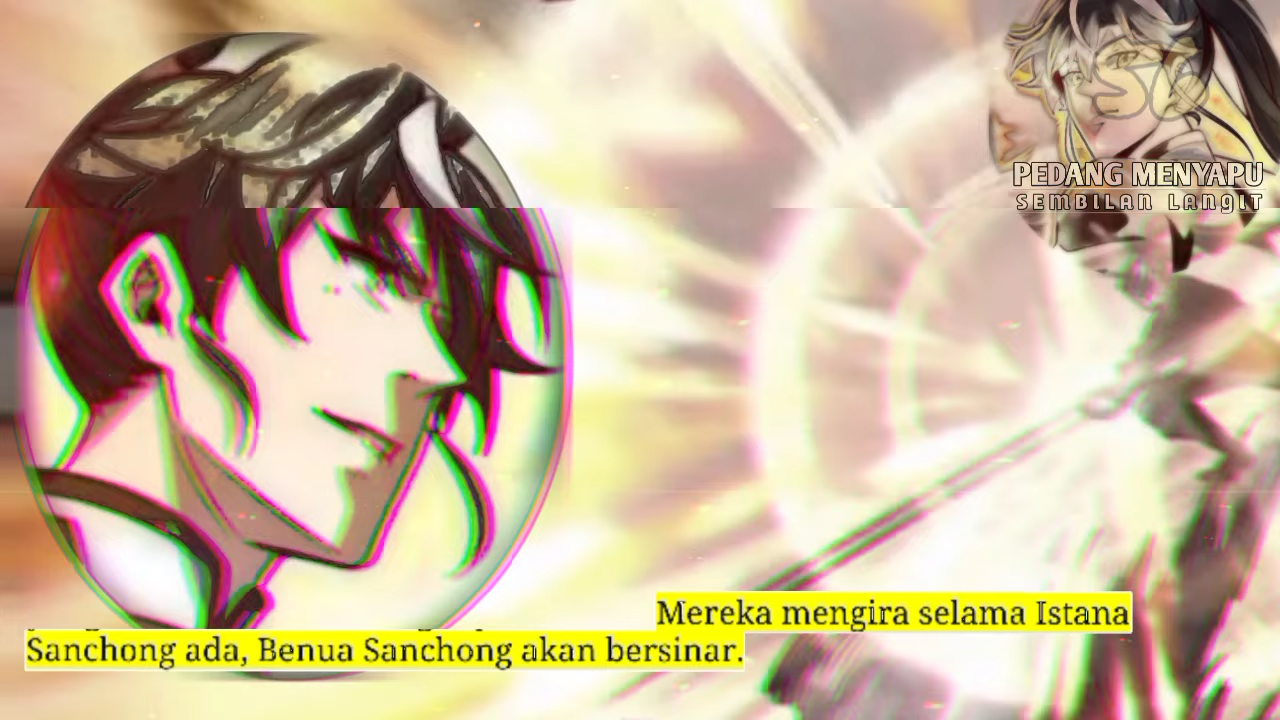 PEDANG MENYAPU
SEMBILAN LANGIT
Mereka mengira selama Istana
Sanchong ada, Benua Sanchong akan bersinar.